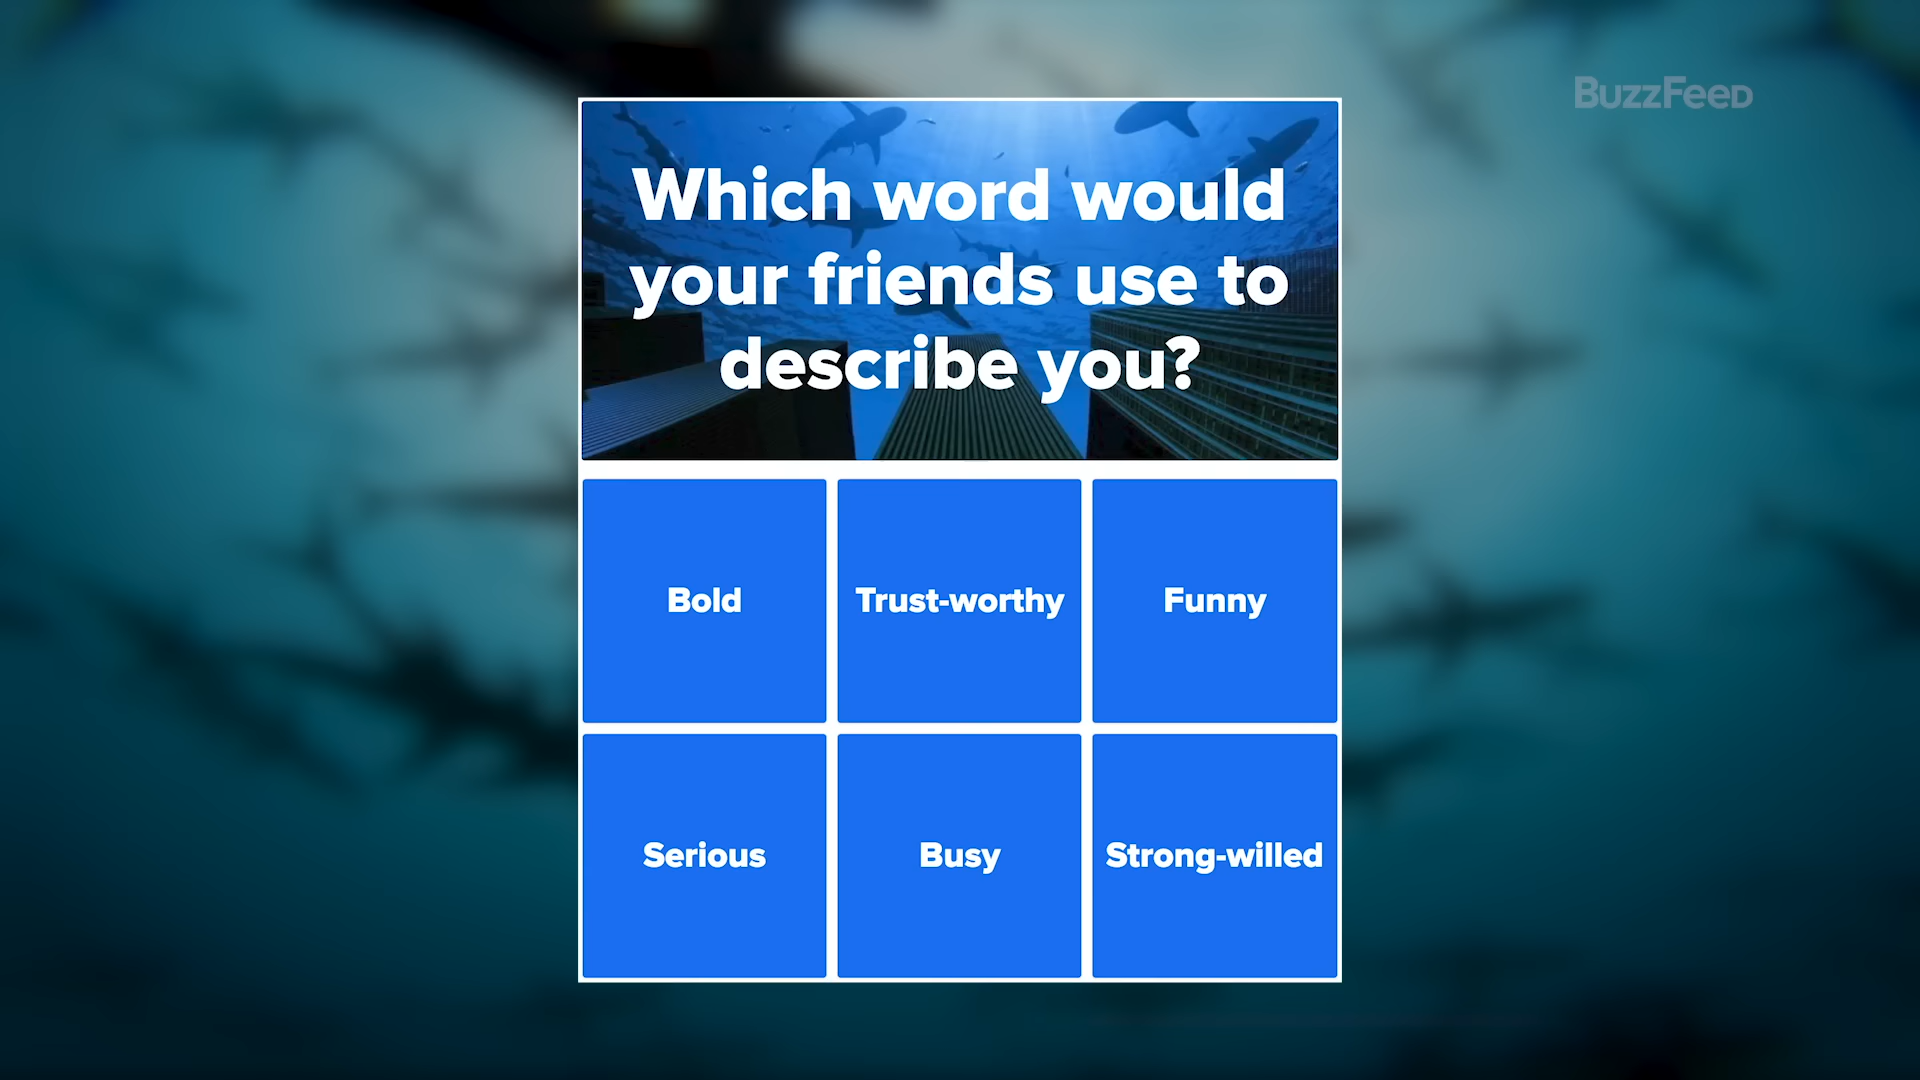 BuzzFeed
Which word would
your friends use to
describe you?
Bold
Trust-worthy
Funny
Serious
Busy
Strong-willed